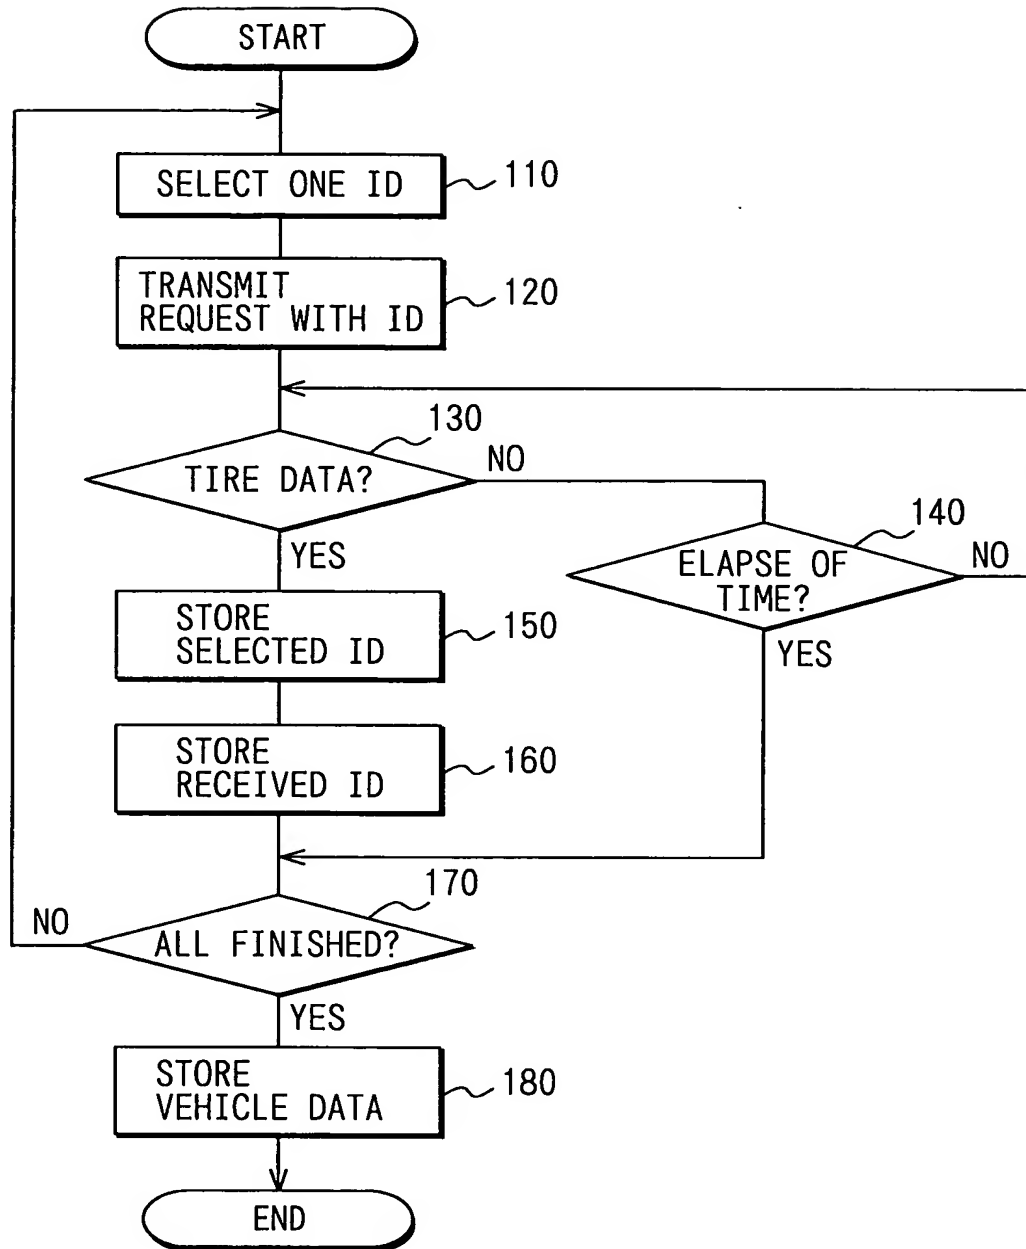 START
SELECT ONE ID
110
TRANSMIT
REQUEST WITH ID
120
130
TIRE DATA?
NO
140
ELAPSE OF
TIME?
NO
YES
YES
STORE
SELECTED ID
150
STORE
RECEIVED ID
160
170
NO
ALL FINISHED?
YES
STORE
VEHICLE DATA
180
END